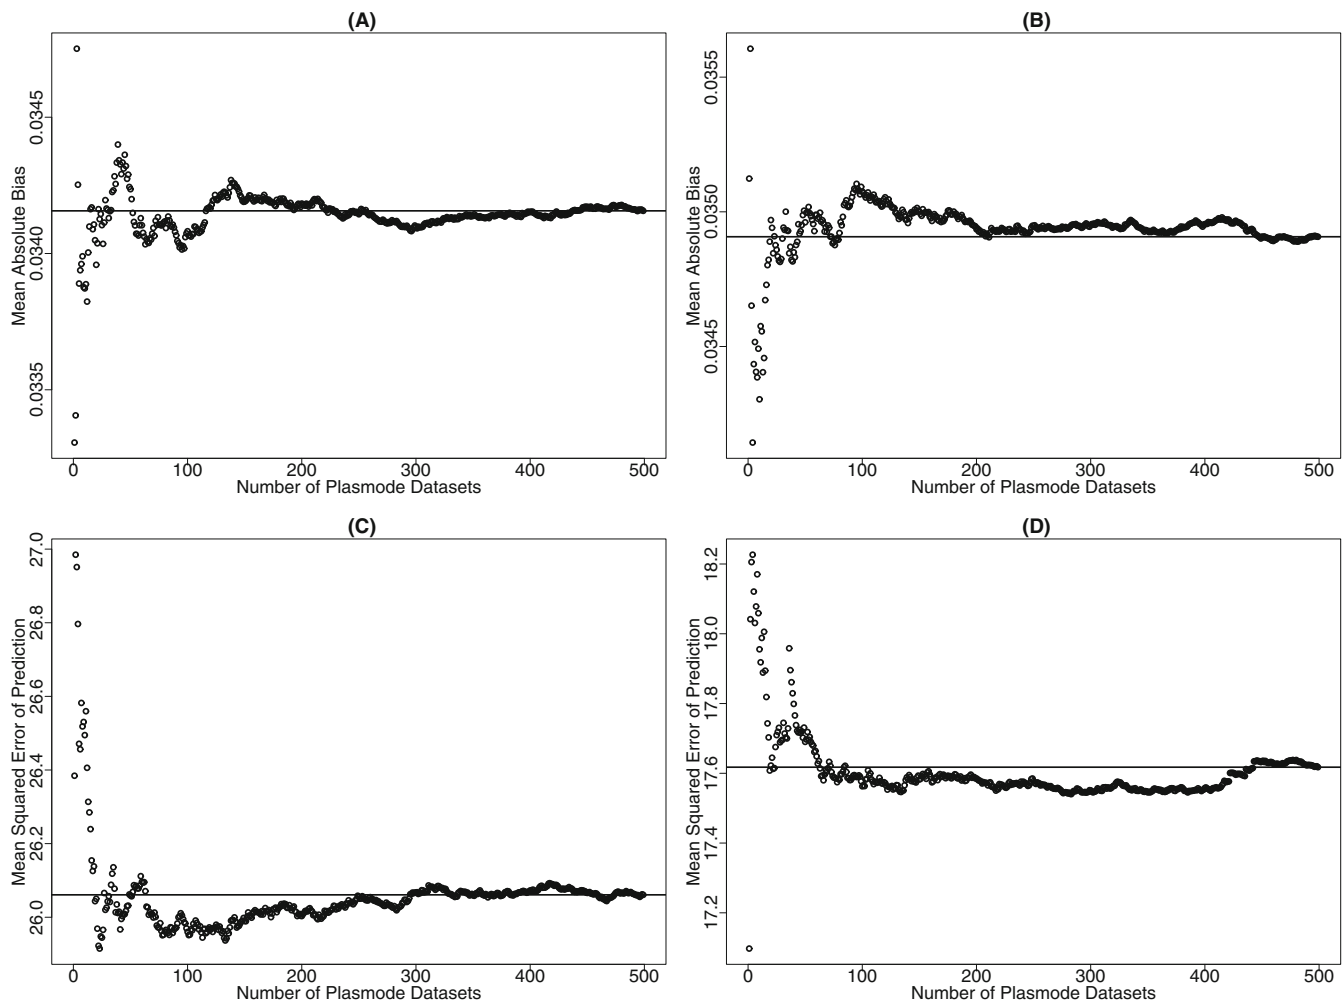 (A)
Mean Absolute Bias
0.0345
0.0340
0.0335
0 100 200 300 400 500
Number of Plasmode Datasets
(B)
Mean Absolute Bias
0.0355
0.0350
0.0345
0 100 200 300 400 500
Number of Plasmode Datasets
(C)
Mean Squared Error of Prediction
27.0
26.8
26.6
26.4
26.2
26.0
0 100 200 300 400 500
Number of Plasmode Datasets
(D)
Mean Squared Error of Prediction
18.2
18.0
17.8
17.6
17.4
17.2
0 100 200 300 400 500
Number of Plasmode Datasets